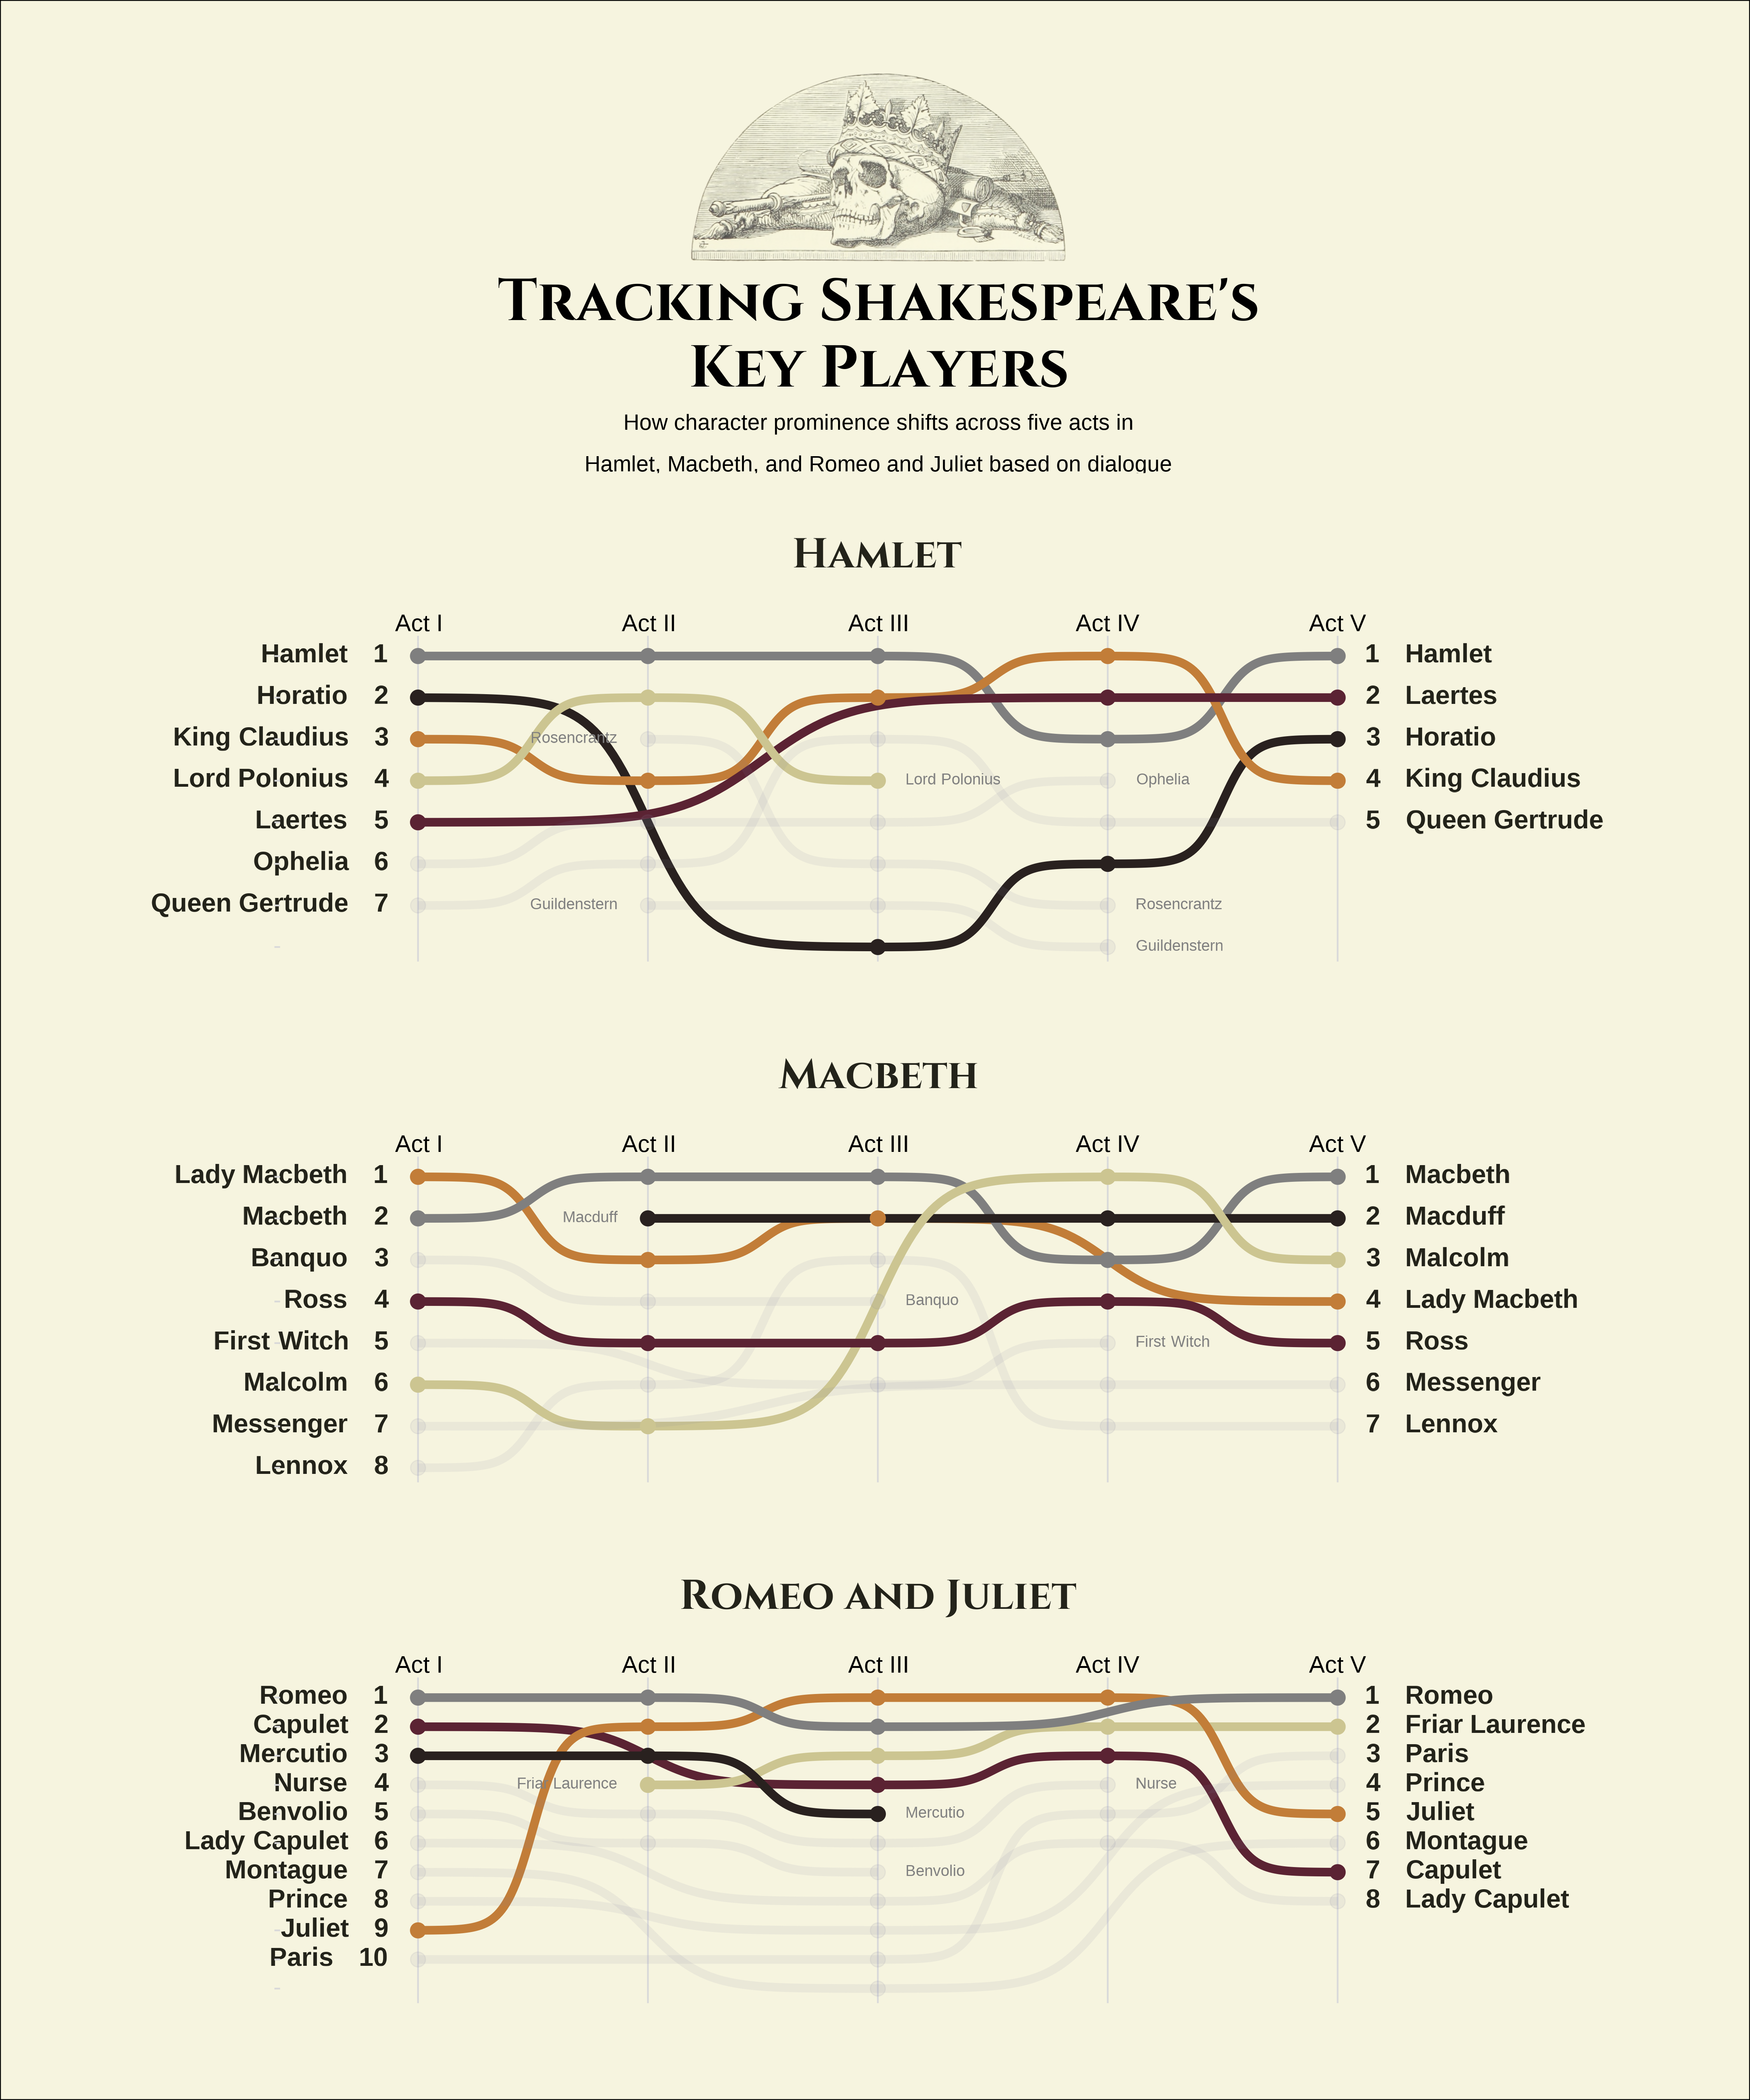 Tracking Shakespeare's
Key Players
How character prominence shifts across five acts in
Hamlet, Macbeth, and Romeo and Juliet based on dialogue
Hamlet
Act I Act II Act III Act IV Act V
Hamlet 1 1 Hamlet
Horatio 2 2 Laertes
King Claudius 3 Rosencrantz 3 Horatio
Lord Polonius 4 Lord Polonius Ophelia 4 King Claudius
Laertes 5 5 Queen Gertrude
Ophelia 6
Queen Gertrude 7 Guildenstern Rosencrantz
Guildenstern
Macbeth
Act I Act II Act III Act IV Act V
Lady Macbeth 1 1 Macbeth
Macbeth 2 Macduff 2 Macduff
Banquo 3 3 Malcolm
Ross 4 Banquo 4 Lady Macbeth
First Witch 5 First Witch 5 Ross
Malcolm 6 6 Messenger
Messenger 7 7 Lennox
Lennox 8
Romeo and Juliet
Act I Act II Act III Act IV Act V
Romeo 1 1 Romeo
Capulet 2 2 Friar Laurence
Mercutio 3 3 Paris
Nurse 4 Friar Laurence Nurse 4 Prince
Benvolio 5 Mercutio 5 Juliet
Lady Capulet 6 6 Montague
Montague 7 Benvolio 7 Capulet
Prince 8 8 Lady Capulet
Juliet 9
Paris 10